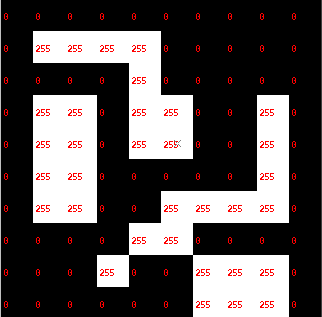 0 0 0 0 0 0 0 0 0 0
0 255 255 255 255 0 0 0 0 0
0 0 0 0 255 0 0 0 0 0
0 255 255 0 255 255 0 0 255 0
0 255 255 0 255 255 0 0 255 0
0 255 255 0 0 0 0 0 255 0
0 255 255 0 0 255 255 255 255 0
0 0 0 0 255 255 0 0 0 0
0 0 0 255 0 0 255 255 255 0
0 0 0 0 0 0 255 255 255 0